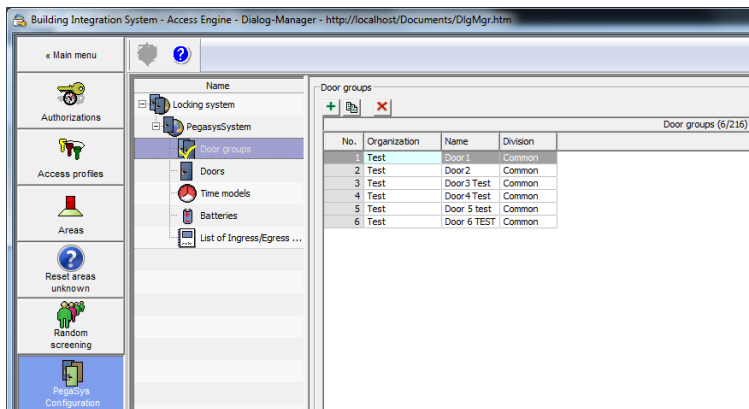 Building Integration System - Access Engine - Dialog-Manager - http://localhost/Documents/DlgMgr.htm
« Main menu
Authorizations
Access profiles
Areas
Reset areas
unknown
Random
screening
PegaSys
Configuration
Name
Locking system
PegasysSystem
Door groups
Doors
Time models
Batteries
List of Ingress/Egress ...
Door groups
Door groups (6/216)
No. Organization Name Division
1 Test Door1 Common
2 Test Door2 Common
3 Test Door3 Test Common
4 Test Door4 Test Common
5 Test Door 5 test Common
6 Test Door 6 TEST Common